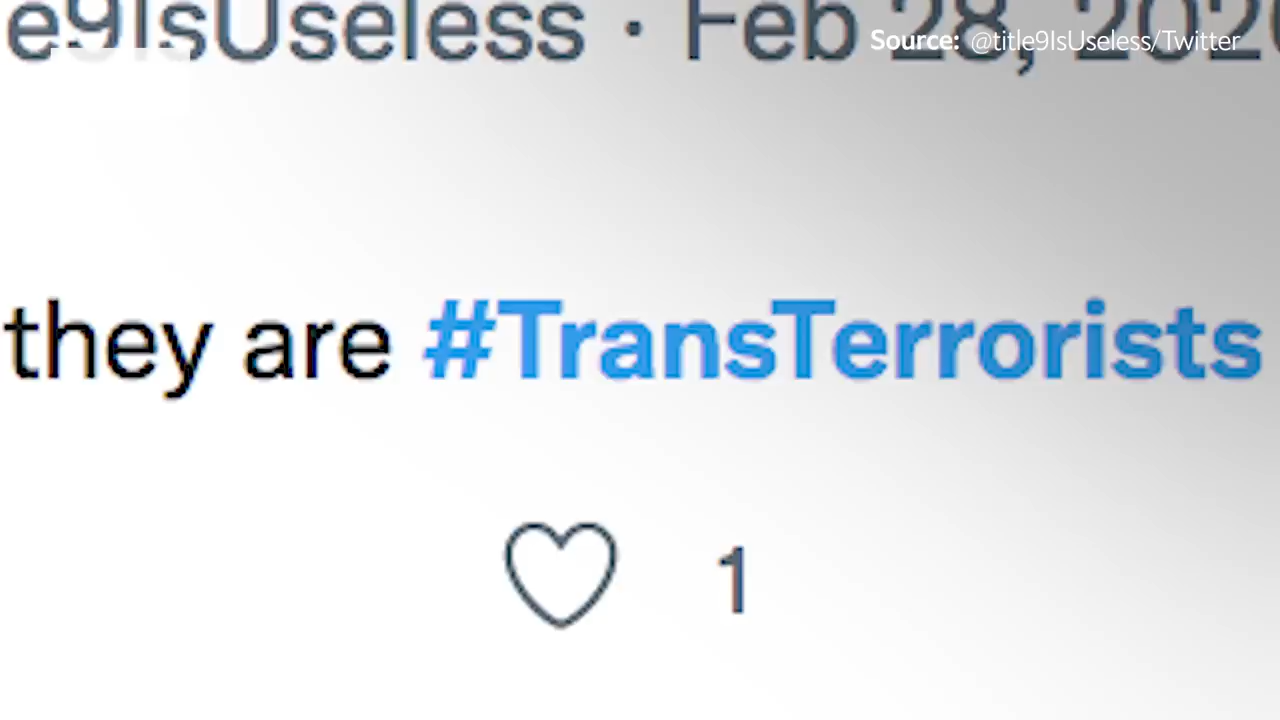 e9IsUseless · Feb 28, 202
Source: @title9IsUseless/Twitter
they are #TransTerrorists
1